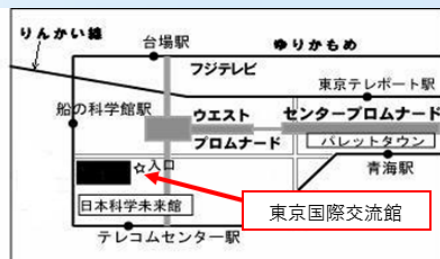 りんかい線
台場駅
ゆりかもめ
フジテレビ
東京テレポート駅
船の科学館駅
ウエスト
プロムナード
センタープロムナード
パレットタウン
青海駅
☆入口
日本科学未来館
東京国際交流館
テレコムセンター駅